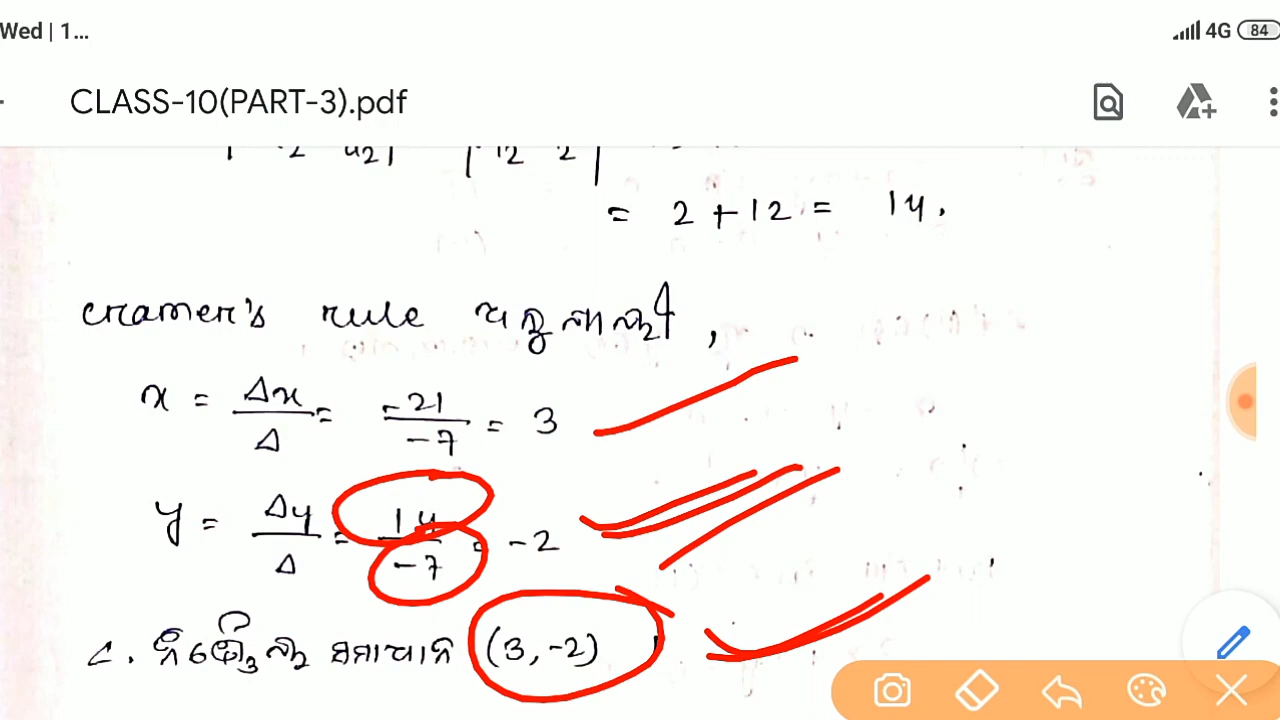 Wed | 1...
4G 84
CLASS-10(PART-3).pdf
= 2 + 12 = 14.
cramer's rule ,
x = Δx/Δ = -21/-7 = 3
y = Δy/Δ = 14/-7 = -2
ସମାଧାନ (3, -2)